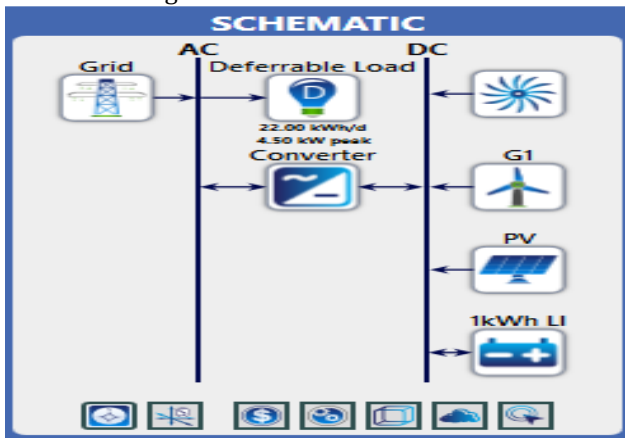 SCHEMATIC
AC
DC
Grid
Deferrable Load
D
22.00 kWh/d
4.50 kW peak
Converter
G1
PV
1kWh LI